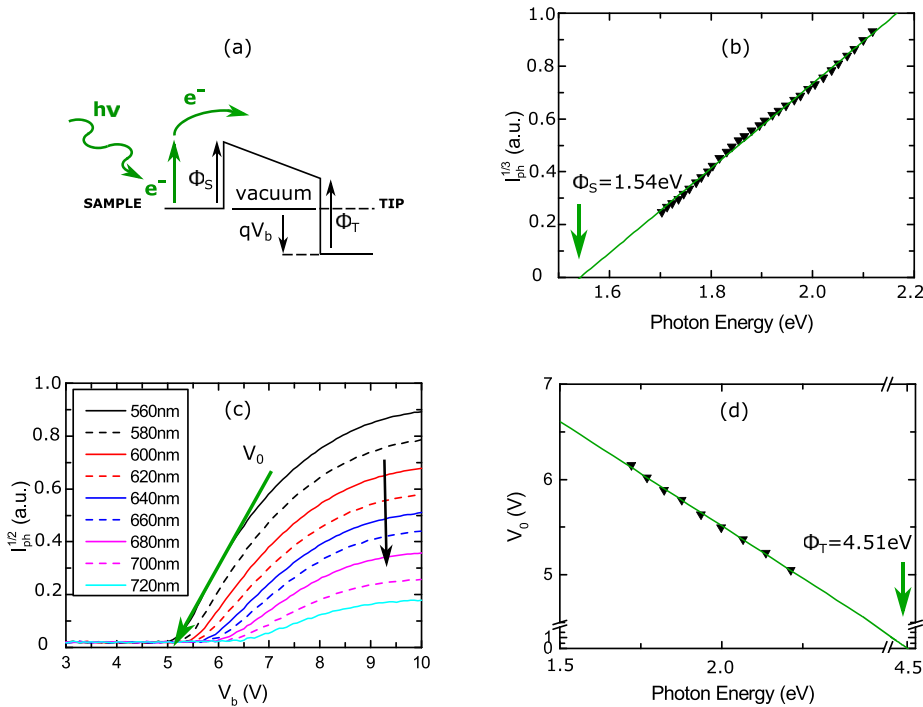 (a)
hν
e⁻
e⁻
Φ_S
vacuum
SAMPLE
TIP
qV_b
Φ_T
(b)
I_ph^1/3 (a.u.)
1.0
0.8
0.6
0.4
0.2
0
Φ_S=1.54eV
1.6
1.8
2.0
2.2
Photon Energy (eV)
(c)
I_ph^1/2 (a.u.)
1.0
0.8
0.6
0.4
0.2
0
560nm
580nm
600nm
620nm
640nm
660nm
680nm
700nm
720nm
V_0
3
4
5
6
7
8
9
10
V_b (V)
(d)
V_0 (V)
7
6
5
1
0
Φ_T=4.51eV
1.5
2.0
4.5
Photon Energy (eV)